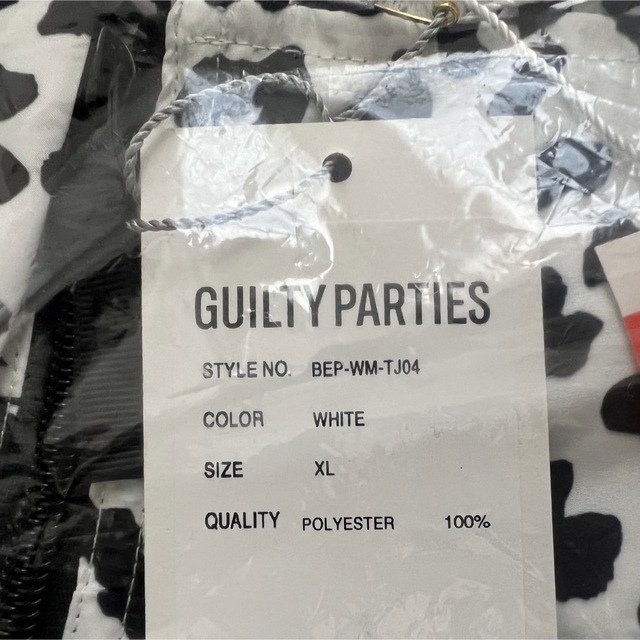 GUILTY PARTIES
STYLE NO. BEP-WM-TJ04
COLOR WHITE
SIZE XL
QUALITY POLYESTER 100%